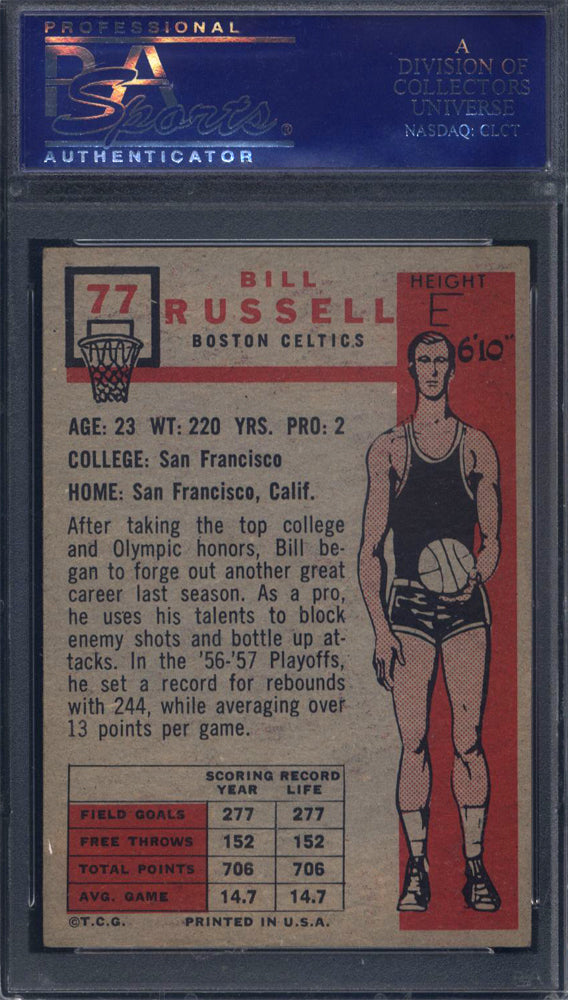 PROFESSIONAL
PSA
Sports®
AUTHENTICATOR
A
DIVISION OF
COLLECTORS
UNIVERSE
NASDAQ: CLCT
77
BILL
RUSSELL
BOSTON CELTICS
HEIGHT
E
6'10"
AGE: 23 WT: 220 YRS. PRO: 2
COLLEGE: San Francisco
HOME: San Francisco, Calif.
After taking the top college
and Olympic honors, Bill be-
gan to forge out another great
career last season. As a pro,
he uses his talents to block
enemy shots and bottle up at-
tacks. In the '56-'57 Playoffs,
he set a record for rebounds
with 244, while averaging over
13 points per game.
SCORING RECORD
YEAR LIFE
FIELD GOALS 277 277
FREE THROWS 152 152
TOTAL POINTS 706 706
AVG. GAME 14.7 14.7
©T.C.G. PRINTED IN U.S.A.